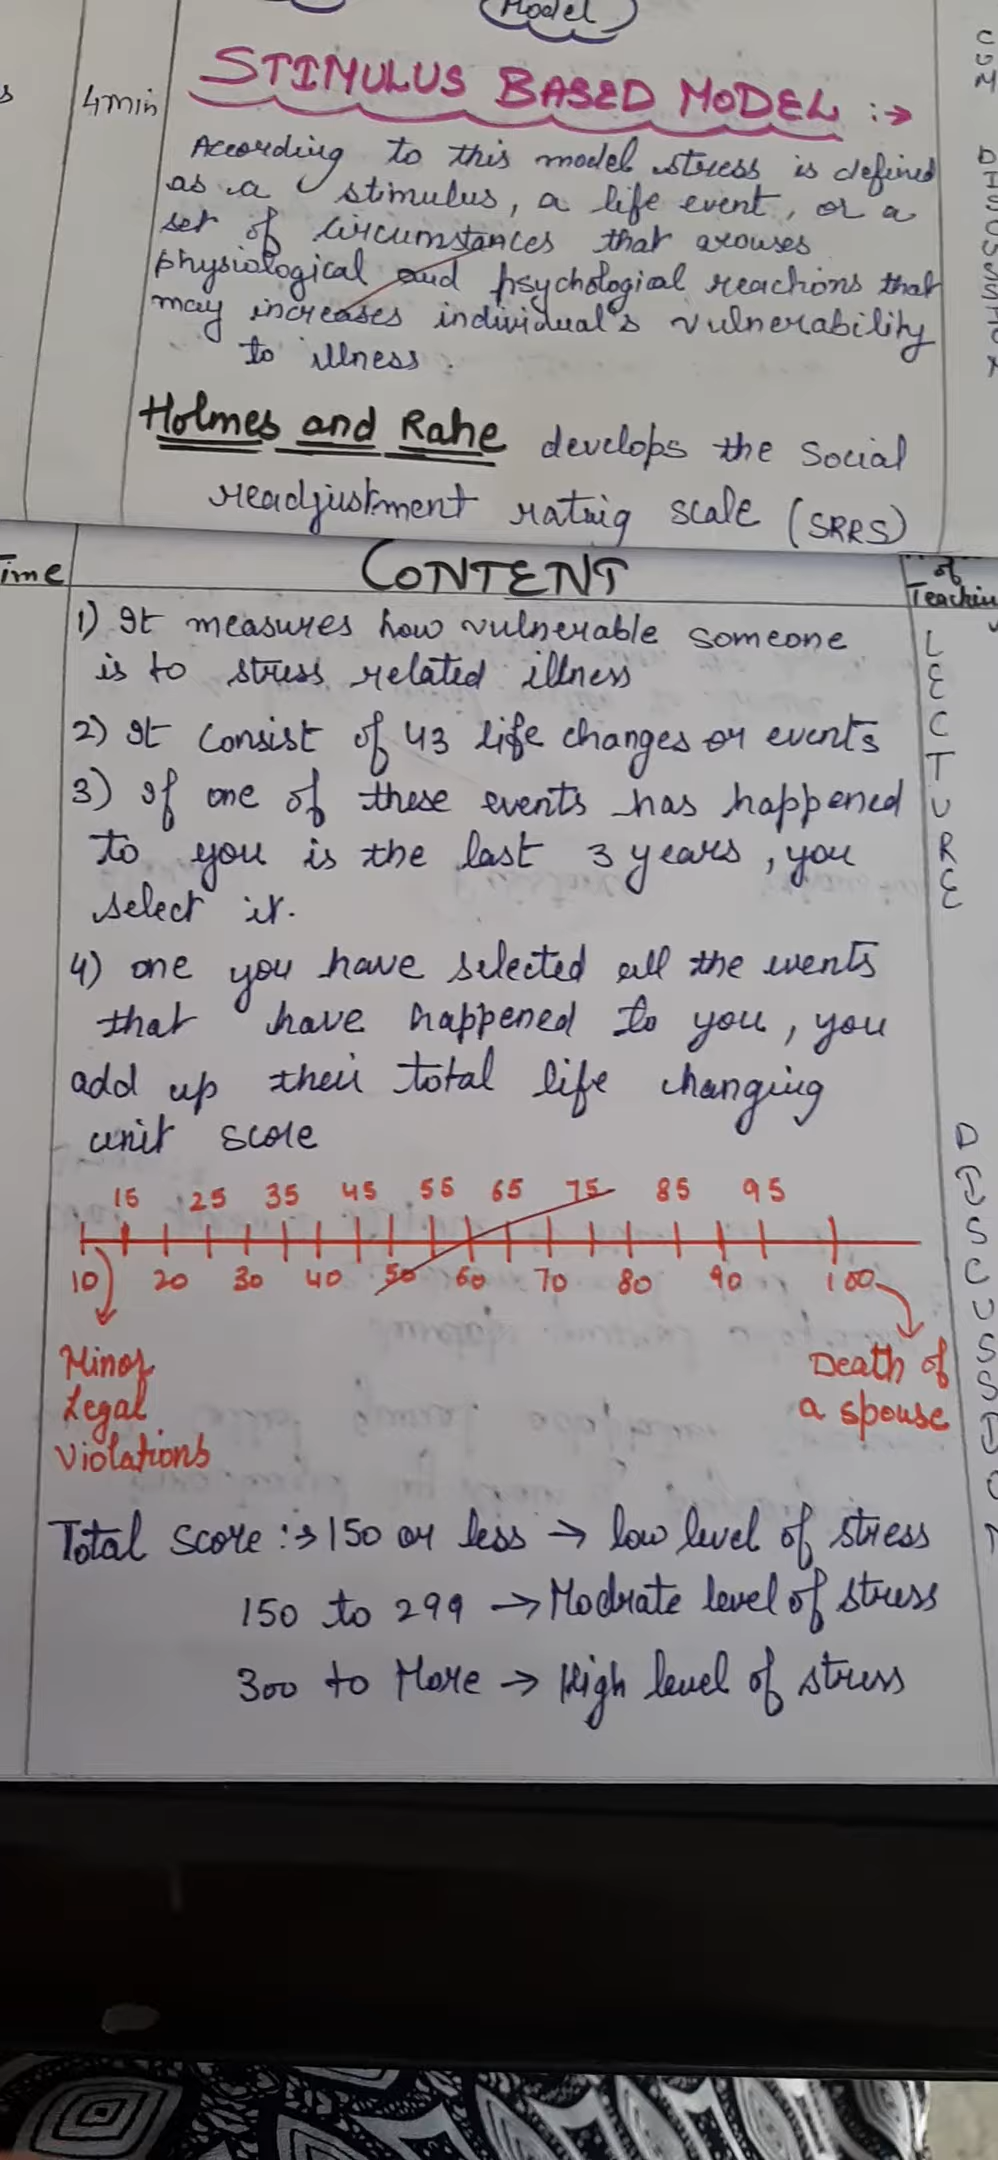 Model
STIMULUS BASED MODEL :→
4min
According to this model stress is defined
as a stimulus, a life event, or a
set of circumstances that arouses
physiological and psychological reachions that
may increases individual's vulnerability
to illness.
Holmes and Rahe develops the Social
readjustment ratnig scale (SRRS)
Time
CONTENT
of
Teaching
1) It measures how vulnerable someone
is to stress related illness
2) It consist of 43 life changes or events
3) If one of these events has happened
to you is the last 3 years, you
select it.
4) one you have selected all the events
that have happened to you, you
add up their total life changing
unit score
LECTURE
15 25 35 45 55 65 75 85 95
10 20 30 40 50 60 70 80 90 100
Minor
Legal
Violations
Death of
a spouse
Total Score :→ 150 or less → low level of stress
150 to 299 → Modrate level of stress
300 to More → High level of stress